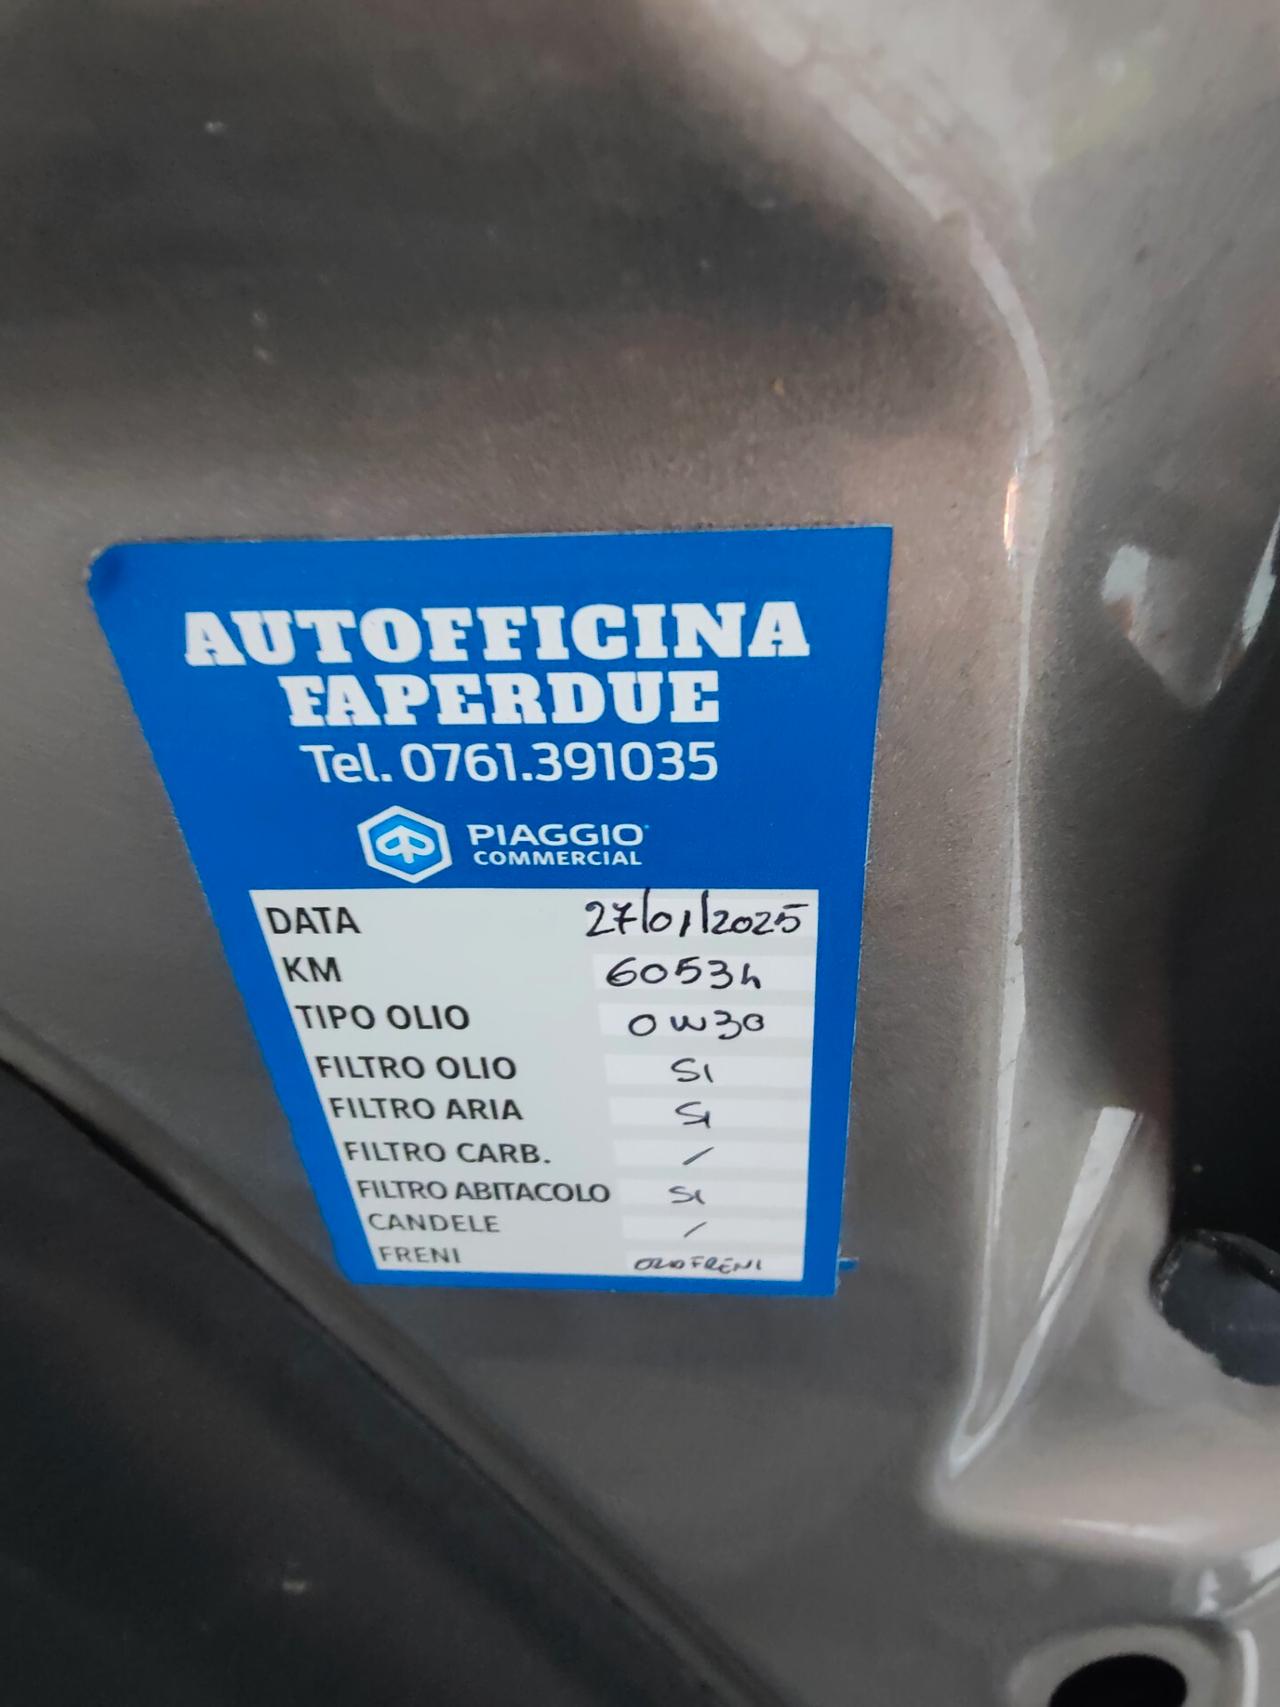 AUTOFFICINA
FAPERDUE
Tel. 0761.391035
PIAGGIO
COMMERCIAL
DATA 27/01/2025
KM 60534
TIPO OLIO 0W30
FILTRO OLIO SI
FILTRO ARIA SI
FILTRO CARB. /
FILTRO ABITACOLO SI
CANDELE /
FRENI OLIO FRENI